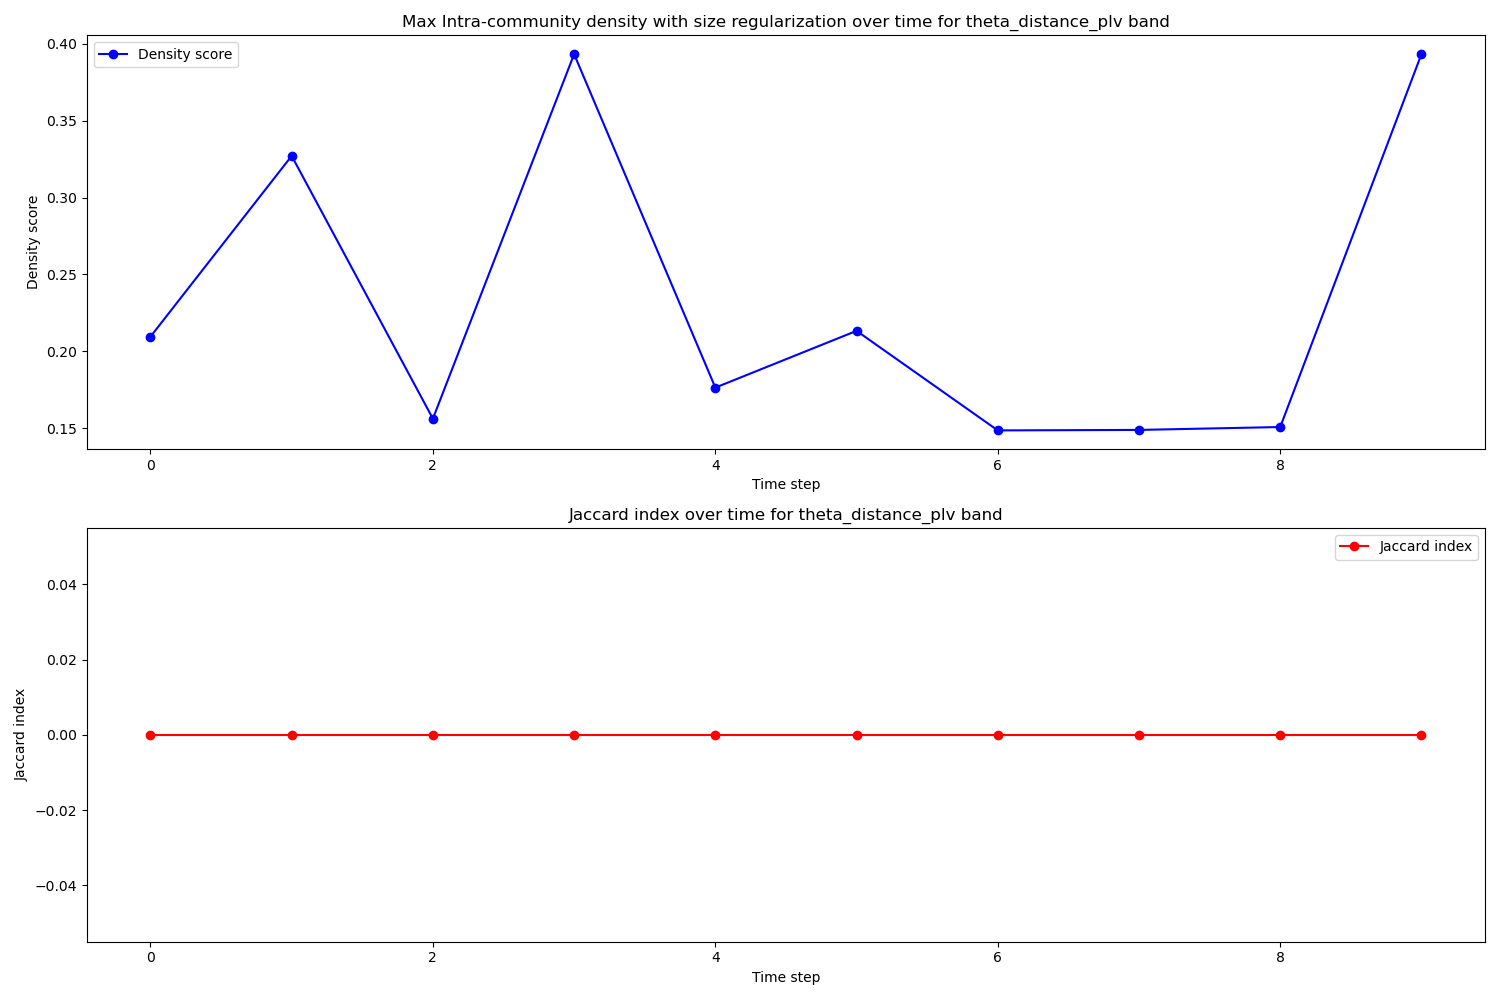 Max Intra-community density with size regularization over time for theta_distance_plv band
Density score
0.40
0.35
0.30
0.25
0.20
0.15
Density score
0 2 4 6 8
Time step
Jaccard index over time for theta_distance_plv band
Jaccard index
0.04
0.02
0.00
−0.02
−0.04
Jaccard index
0 2 4 6 8
Time step